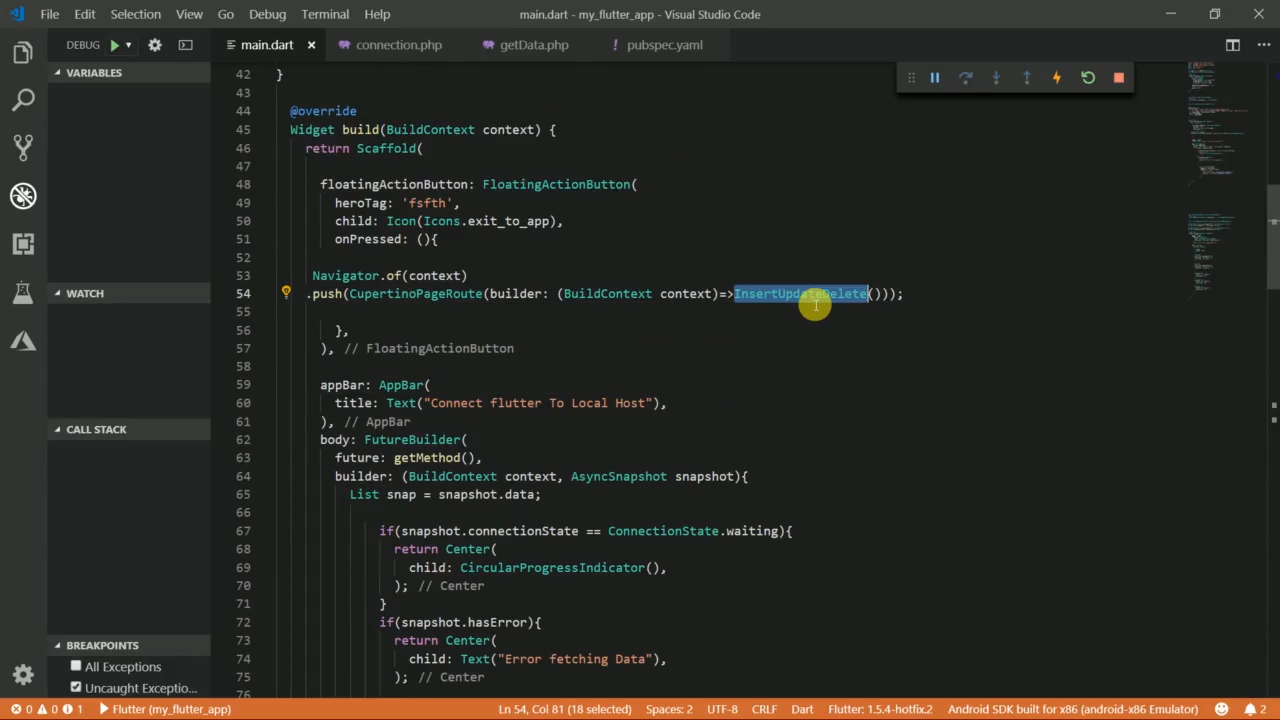 File Edit Selection View Go Debug Terminal Help main.dart - my_flutter_app - Visual Studio Code
DEBUG main.dart connection.php getData.php ! pubspec.yaml
VARIABLES
WATCH
CALL STACK
BREAKPOINTS
All Exceptions
Uncaught Exceptio...
42 }
43
44 @override
45 Widget build(BuildContext context) {
46 return Scaffold(
47
48 floatingActionButton: FloatingActionButton(
49 heroTag: 'fsfth',
50 child: Icon(Icons.exit_to_app),
51 onPressed: (){
52
53 Navigator.of(context)
54 .push(CupertinoPageRoute(builder: (BuildContext context)=>InsertUpdateDelete()));
55
56 },
57 ), // FloatingActionButton
58
59 appBar: AppBar(
60 title: Text("Connect flutter To Local Host"),
61 ), // AppBar
62 body: FutureBuilder(
63 future: getMethod(),
64 builder: (BuildContext context, AsyncSnapshot snapshot){
65 List snap = snapshot.data;
66
67 if(snapshot.connectionState == ConnectionState.waiting){
68 return Center(
69 child: CircularProgressIndicator(),
70 ); // Center
71 }
72 if(snapshot.hasError){
73 return Center(
74 child: Text("Error fetching Data"),
75 ); // Center
76
0 0 1 Flutter (my_flutter_app) Ln 54, Col 81 (18 selected) Spaces: 2 UTF-8 CRLF Dart Flutter: 1.5.4-hotfix.2 Android SDK built for x86 (android-x86 Emulator) 2